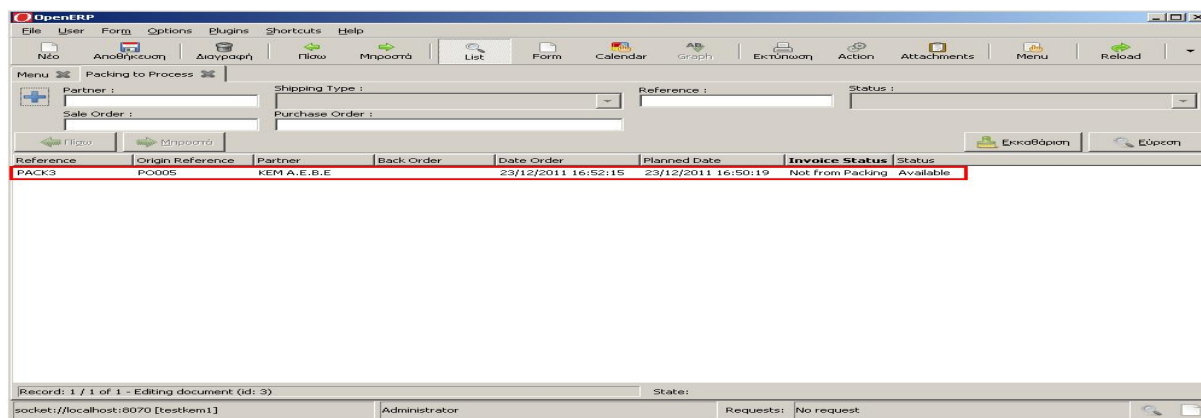 OpenERP
File User Form Options Plugins Shortcuts Help
Νέο Αποθήκευση Διαγραφή Πίσω Μπροστά List Form Calendar Graph Εκτύπωση Action Attachments Menu Reload
Menu Packing to Process
Partner : Shipping Type : Reference : Status :
Sale Order : Purchase Order :
Πίσω Μπροστά Εκκαθάριση Εύρεση
Reference Origin Reference Partner Back Order Date Order Planned Date Invoice Status Status
PACK3 PO005 KEM A.E.B.E 23/12/2011 16:52:15 23/12/2011 16:50:19 Not from Packing Available
Record: 1 / 1 of 1 - Editing document (id: 3) State:
socket://localhost:8070 [testkem1] Administrator Requests: No request